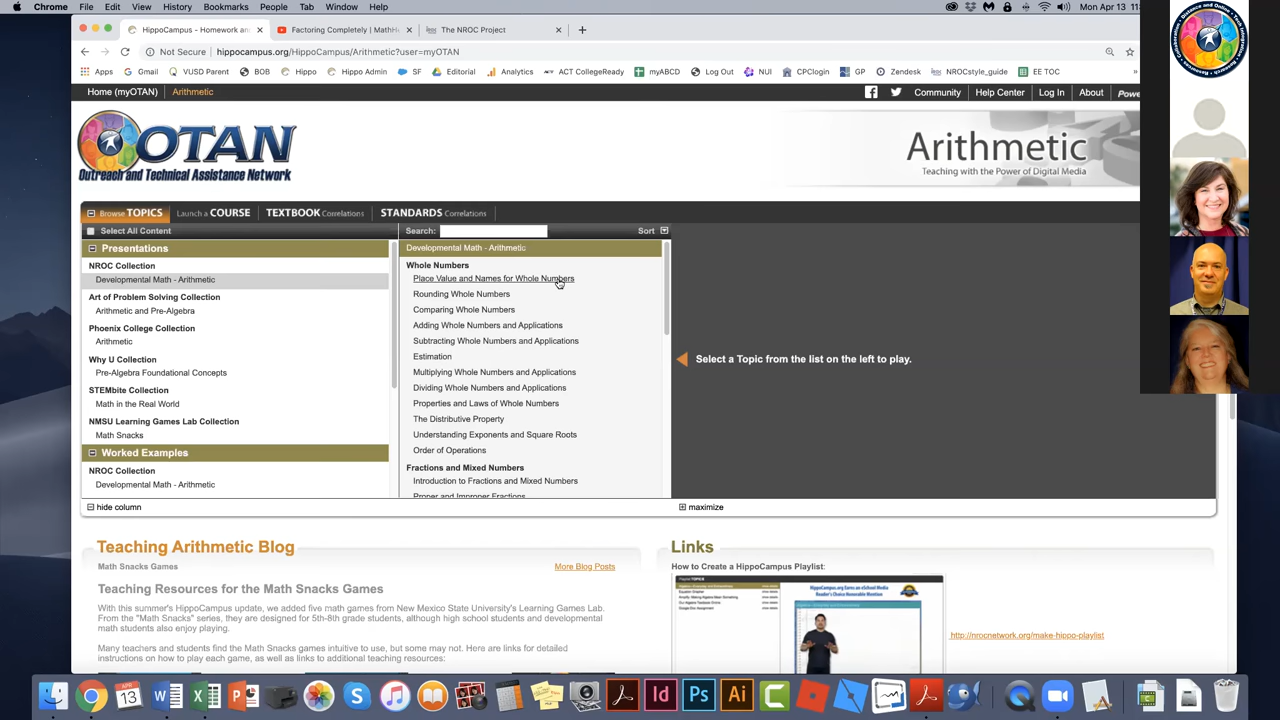 Chrome File Edit View History Bookmarks People Tab Window Help
Mon Apr 13
HippoCampus - Homework an
Factoring Completely | MathH
The NROC Project
Not Secure hippocampus.org/HippoCampus/Arithmetic?user=myOTAN
Apps Gmail VUSD Parent BOB Hippo Hippo Admin SF Editorial Analytics ACT CollegeReady myABCD Log Out NUI CPClogin GP Zendesk NROCstyle_guide EE TOC
Home (myOTAN) Arithmetic
Community Help Center Log In About
OTAN
Outreach and Technical Assistance Network
Arithmetic
Teaching with the Power of Digital Media
Browse TOPICS Launch a COURSE TEXTBOOK Correlations STANDARDS Correlations
Select All Content
Search:
Sort
Presentations
NROC Collection
Developmental Math - Arithmetic
Art of Problem Solving Collection
Arithmetic and Pre-Algebra
Phoenix College Collection
Arithmetic
Why U Collection
Pre-Algebra Foundational Concepts
STEMbite Collection
Math in the Real World
NMSU Learning Games Lab Collection
Math Snacks
Worked Examples
NROC Collection
Developmental Math - Arithmetic
Developmental Math - Arithmetic
Whole Numbers
Place Value and Names for Whole Numbers
Rounding Whole Numbers
Comparing Whole Numbers
Adding Whole Numbers and Applications
Subtracting Whole Numbers and Applications
Estimation
Multiplying Whole Numbers and Applications
Dividing Whole Numbers and Applications
Properties and Laws of Whole Numbers
The Distributive Property
Understanding Exponents and Square Roots
Order of Operations
Fractions and Mixed Numbers
Introduction to Fractions and Mixed Numbers
Proper and Improper Fractions
Select a Topic from the list on the left to play.
hide column
maximize
Teaching Arithmetic Blog
Math Snacks Games
More Blog Posts
Teaching Resources for the Math Snacks Games
With this summer's HippoCampus update, we added five math games from New Mexico State University's Learning Games Lab.
From the "Math Snacks" series, they are designed for 5th-8th grade students, although high school students and developmental
math students also enjoy playing.
Many teachers and students find the Math Snacks games intuitive to use, but some may not. Here are links for detailed
instructions on how to play each game, as well as links to additional teaching resources:
Links
How to Create a HippoCampus Playlist:
http://nrocnetwork.org/make-hippo-playlist